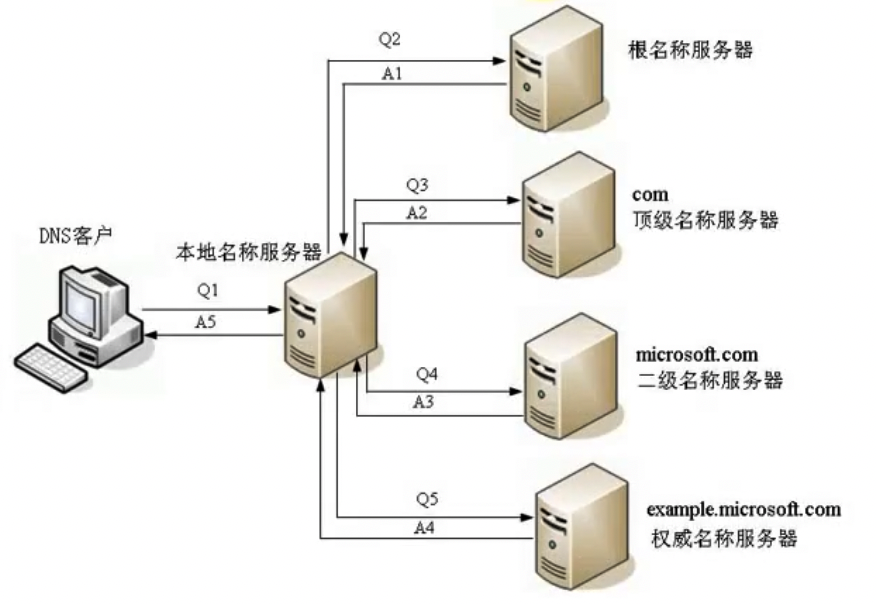 Q2
根名称服务器
A1
Q3
com
A2
顶级名称服务器
DNS客户
本地名称服务器
Q1
A5
microsoft.com
Q4
二级名称服务器
A3
Q5
example.microsoft.com
A4
权威名称服务器